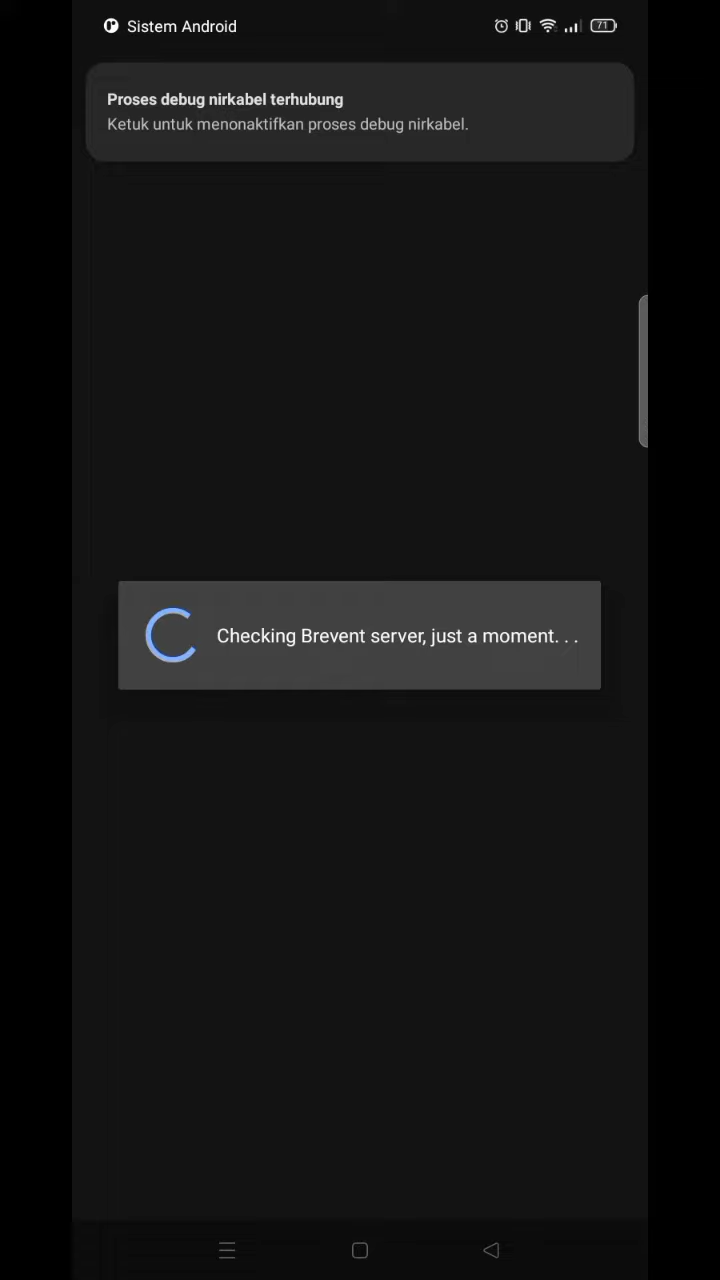 Sistem Android
71
Proses debug nirkabel terhubung
Ketuk untuk menonaktifkan proses debug nirkabel.
Checking Brevent server, just a moment. . .